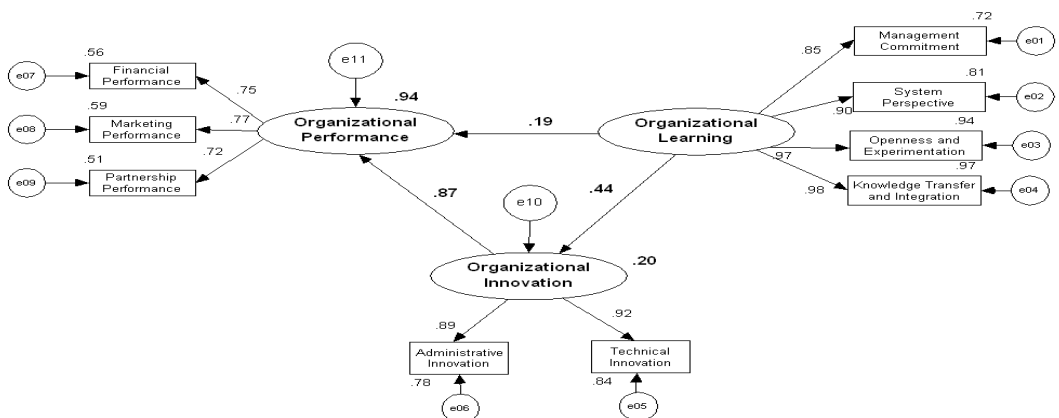 .72
.56
Management
Commitment
e01
e11
.85
Financial
Performance
e07
.81
.94
System
Perspective
e02
.75
.59
.90
Organizational
Performance
Organizational
Learning
.94
.19
Marketing
Performance
e08
.77
Openness and
Experimentation
e03
.51
.72
.97
.97
Partnership
Performance
e09
.98
Knowledge Transfer
and Integration
e04
.87
.44
e10
Organizational
Innovation
.20
.89
.92
Administrative
Innovation
Technical
Innovation
.78
.84
e06
e05